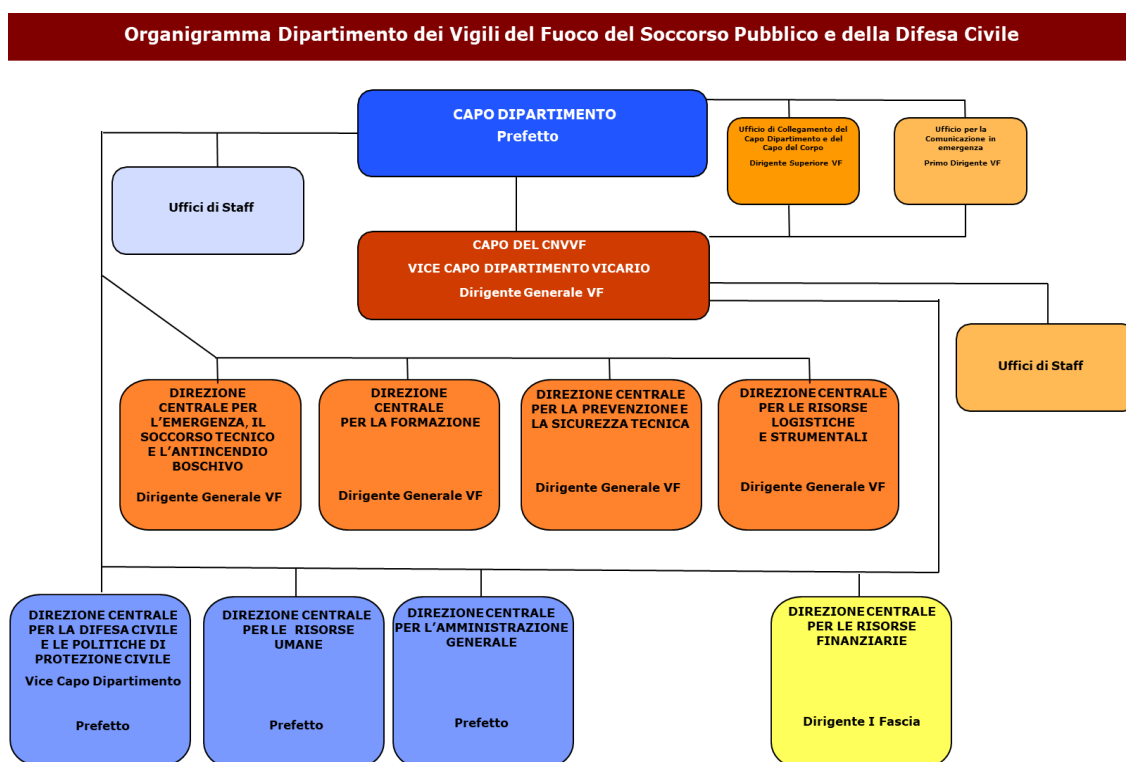 Organigramma Dipartimento dei Vigili del Fuoco del Soccorso Pubblico e della Difesa Civile
CAPO DIPARTIMENTO
Prefetto
Ufficio di Collegamento del
Capo Dipartimento e del
Capo del Corpo
Dirigente Superiore VF
Ufficio per la
Comunicazione in
emergenza
Primo Dirigente VF
Uffici di Staff
CAPO DEL CNVVF
VICE CAPO DIPARTIMENTO VICARIO
Dirigente Generale VF
Uffici di Staff
DIREZIONE
CENTRALE PER
L'EMERGENZA, IL
SOCCORSO TECNICO
E L'ANTINCENDIO
BOSCHIVO
Dirigente Generale VF
DIREZIONE
CENTRALE
PER LA FORMAZIONE
Dirigente Generale VF
DIREZIONE CENTRALE
PER LA PREVENZIONE E
LA SICUREZZA TECNICA
Dirigente Generale VF
DIREZIONE CENTRALE
PER LE RISORSE
LOGISTICHE
E STRUMENTALI
Dirigente Generale VF
DIREZIONE CENTRALE
PER LA DIFESA CIVILE
E LE POLITICHE DI
PROTEZIONE CIVILE
Vice Capo Dipartimento
Prefetto
DIREZIONE CENTRALE
PER LE RISORSE
UMANE
Prefetto
DIREZIONE CENTRALE
PER L'AMMINISTRAZIONE
GENERALE
Prefetto
DIREZIONE CENTRALE
PER LE RISORSE
FINANZIARIE
Dirigente I Fascia